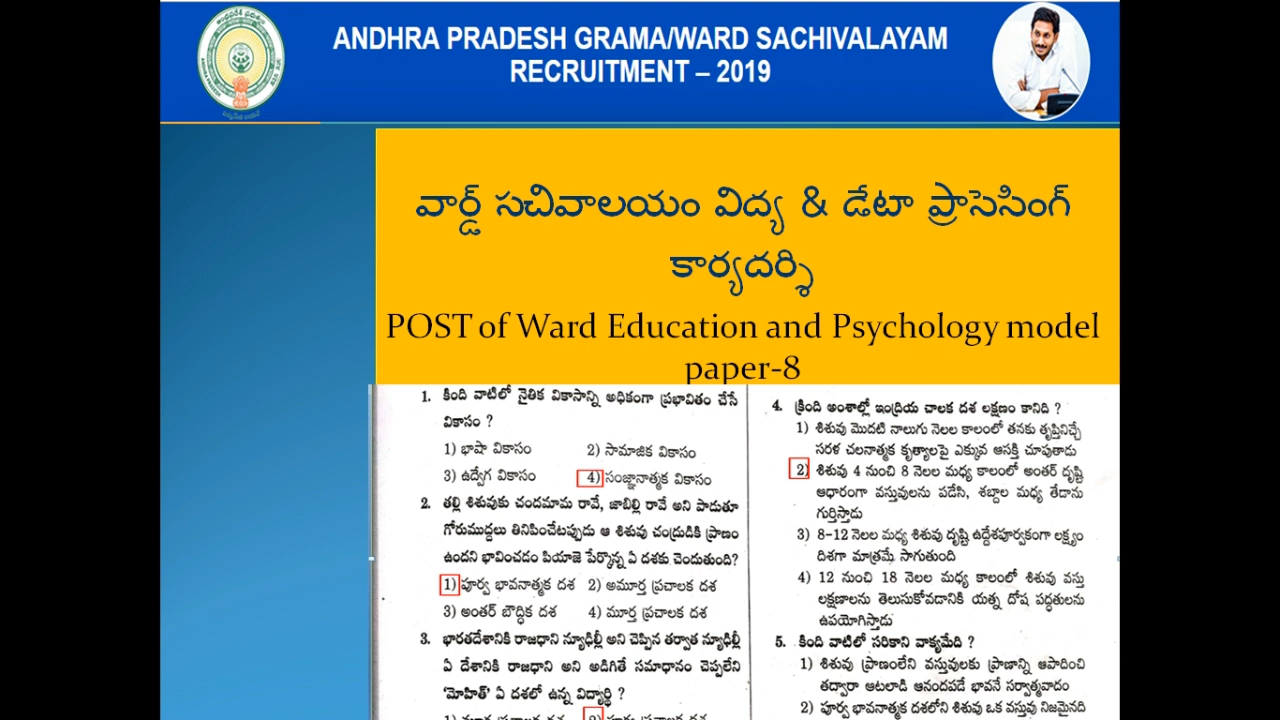 ANDHRA PRADESH GRAMA/WARD SACHIVALAYAM
RECRUITMENT – 2019
వార్డ్ సచివాలయం విద్య & డేటా ప్రాసెసింగ్
కార్యదర్శి
POST of Ward Education and Psychology model
paper-8
1. కింది వాటిలో నైతిక వికాసాన్ని అధికంగా ప్రభావితం చేసే
వికాసం ?
1) భాషా వికాసం 2) సామాజిక వికాసం
3) ఉద్వేగ వికాసం 4) సంజ్ఞానాత్మక వికాసం
2. తల్లి శిశువుకు చందమామ రావే, జాబిల్లి రావే అని పాడుతూ
గోరుముద్దలు తినిపించేటప్పుడు ఆ శిశువు చంద్రుడికి ప్రాణం
ఉందని భావించడం పియాజె పేర్కొన్న ఏ దశకు చెందుతుంది?
1) పూర్వ భావనాత్మక దశ 2) అమూర్త ప్రచాలక దశ
3) అంతర్ బౌద్ధిక దశ 4) మూర్త ప్రచాలక దశ
3. భారతదేశానికి రాజధాని న్యూఢిల్లీ అని చెప్పిన తర్వాత న్యూఢిల్లీ
ఏ దేశానికి రాజధాని అని అడిగితే సమాధానం చెప్పలేని
'మోహిత్' ఏ దశలో ఉన్న విద్యార్థి ?
4. క్రింది అంశాల్లో ఇంద్రియ చాలక దశ లక్షణం కానిది ?
1) శిశువు మొదటి నాలుగు నెలల కాలంలో తనకు తృప్తినిచ్చే
సరళ చలనాత్మక కృత్యాలపై ఎక్కువ ఆసక్తి చూపుతాడు
2) శిశువు 4 నుంచి 8 నెలల మధ్య కాలంలో అంతర్ దృష్టి
ఆధారంగా వస్తువులను పడేసి, శబ్దాల మధ్య తేడాను
గుర్తిస్తాడు
3) 8-12 నెలల మధ్య శిశువు దృష్టి ఉద్దేశపూర్వకంగా లక్ష్యం
దిశగా మాత్రమే సాగుతుంది
4) 12 నుంచి 18 నెలల మధ్య కాలంలో శిశువు వస్తు
లక్షణాలను తెలుసుకోవడానికి యత్న దోష పద్ధతులను
ఉపయోగిస్తాడు
5. కింది వాటిలో సరికాని వాక్యమేది ?
1) శిశువు ప్రాణంలేని వస్తువులకు ప్రాణాన్ని ఆపాదించి
తద్వారా ఆటలాడి ఆనందపడే భావనే సర్వాత్మవాదం
2) పూర్వ భావనాత్మక దశలోని శిశువు ఒక వస్తువు నిజమైనది